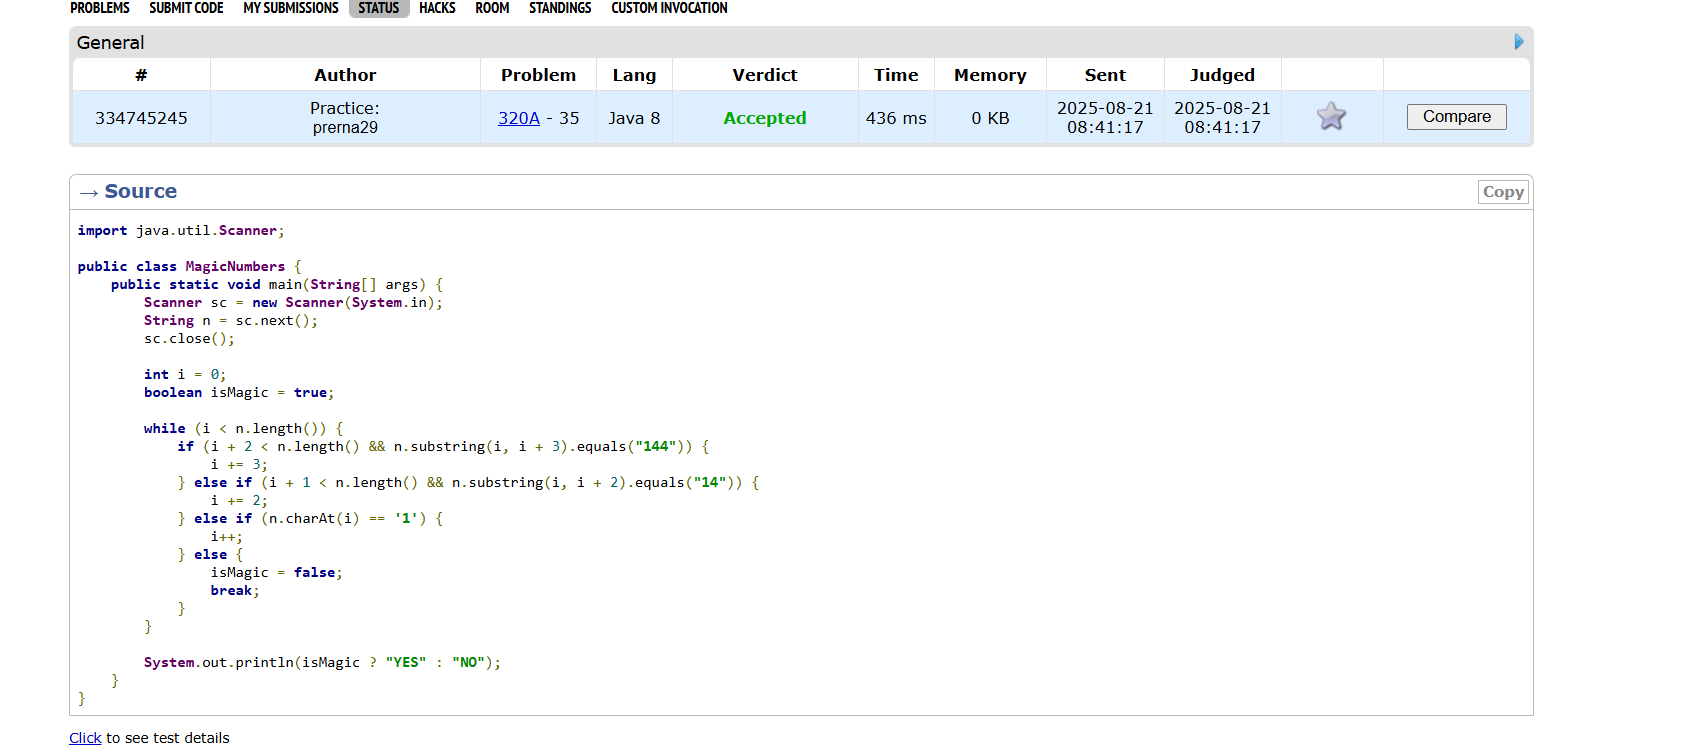 PROBLEMS SUBMIT CODE MY SUBMISSIONS STATUS HACKS ROOM STANDINGS CUSTOM INVOCATION
General
# Author Problem Lang Verdict Time Memory Sent Judged
334745245 Practice: prerna29 320A - 35 Java 8 Accepted 436 ms 0 KB 2025-08-21 08:41:17 2025-08-21 08:41:17 Compare
→ Source Copy
import java.util.Scanner;
public class MagicNumbers {
    public static void main(String[] args) {
        Scanner sc = new Scanner(System.in);
        String n = sc.next();
        sc.close();
        int i = 0;
        boolean isMagic = true;
        while (i < n.length()) {
            if (i + 2 < n.length() && n.substring(i, i + 3).equals("144")) {
                i += 3;
            } else if (i + 1 < n.length() && n.substring(i, i + 2).equals("14")) {
                i += 2;
            } else if (n.charAt(i) == '1') {
                i++;
            } else {
                isMagic = false;
                break;
            }
        }
        System.out.println(isMagic ? "YES" : "NO");
    }
}
Click to see test details